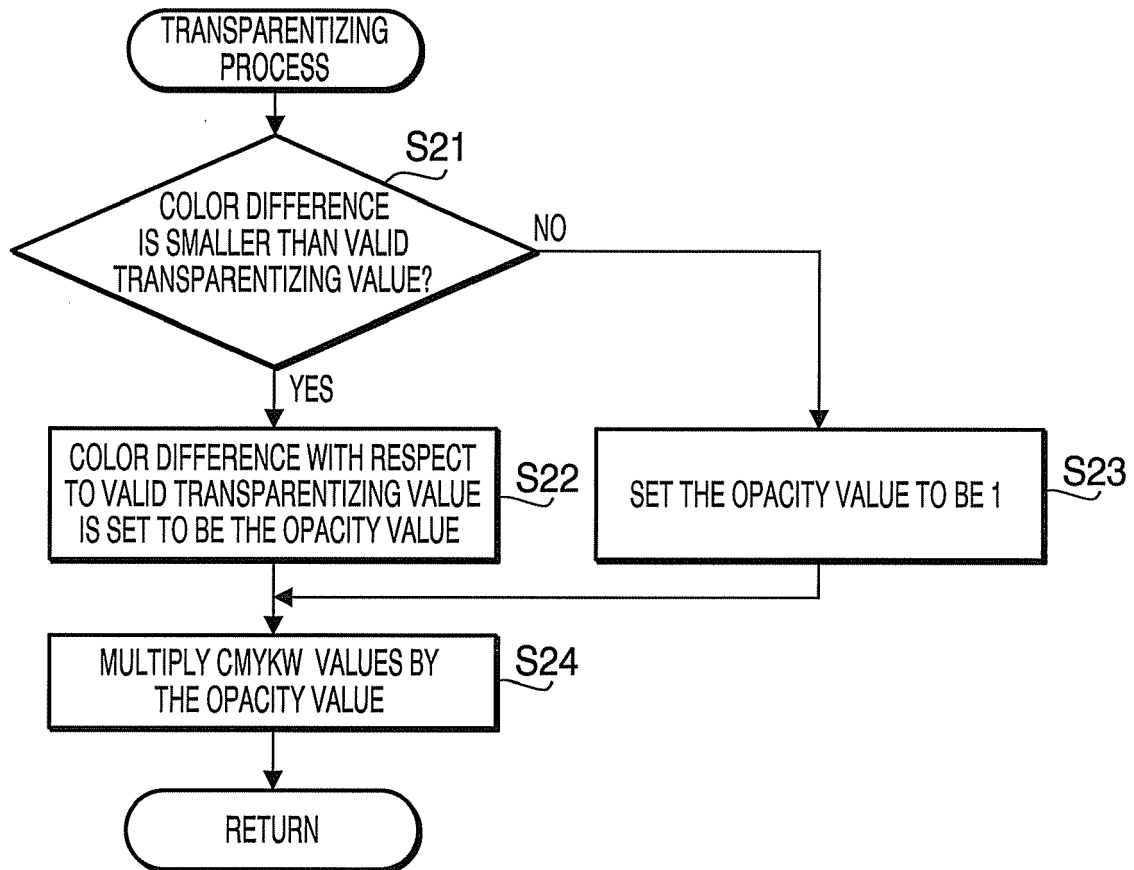 TRANSPARENTIZING
PROCESS
S21
COLOR DIFFERENCE
IS SMALLER THAN VALID
TRANSPARENTIZING VALUE?
NO
YES
COLOR DIFFERENCE WITH RESPECT
TO VALID TRANSPARENTIZING VALUE
IS SET TO BE THE OPACITY VALUE
S22
SET THE OPACITY VALUE TO BE 1
S23
MULTIPLY CMYKW VALUES BY
THE OPACITY VALUE
S24
RETURN